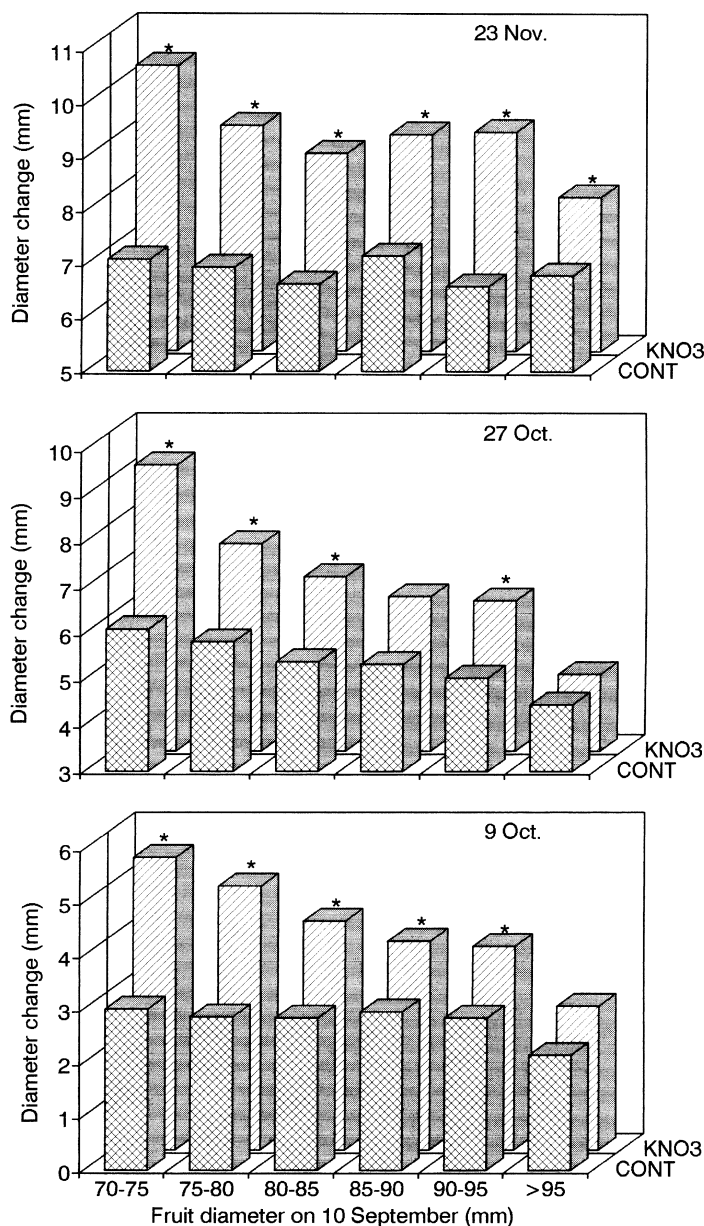 23 Nov.
Diameter change (mm)
11
10
9
8
7
6
5
* * * * * *
KNO3
CONT
27 Oct.
Diameter change (mm)
10
9
8
7
6
5
4
3
* * * *
KNO3
CONT
9 Oct.
Diameter change (mm)
6
5
4
3
2
1
0
* * * * *
KNO3
CONT
70-75 75-80 80-85 85-90 90-95 >95
Fruit diameter on 10 September (mm)